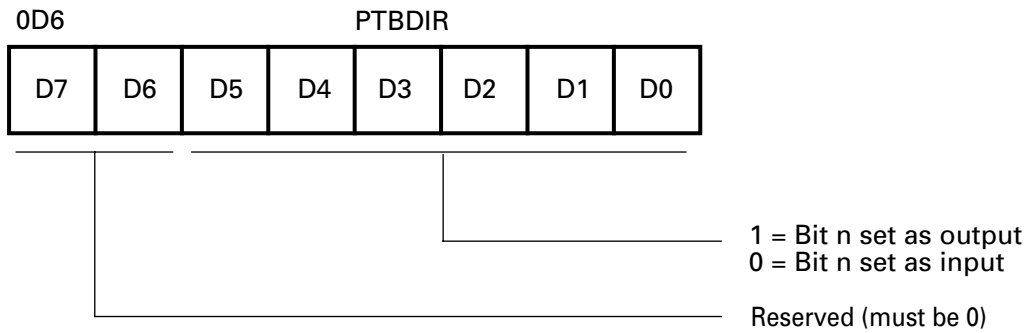 0D6 PTBDIR
D7 D6 D5 D4 D3 D2 D1 D0
1 = Bit n set as output
0 = Bit n set as input
Reserved (must be 0)